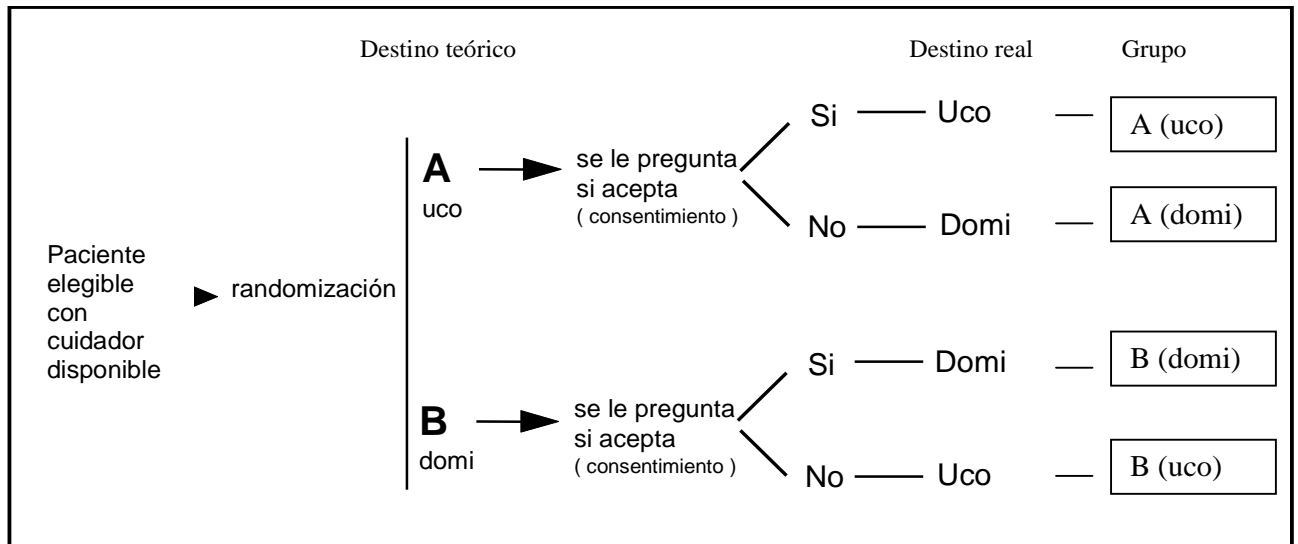 Destino teórico Destino real Grupo
Si Uco A (uco)
A
uco
se le pregunta
si acepta
( consentimiento )
No Domi A (domi)
Paciente
elegible
con
cuidador
disponible
randomización
Si Domi B (domi)
B
domi
se le pregunta
si acepta
( consentimiento )
No Uco B (uco)